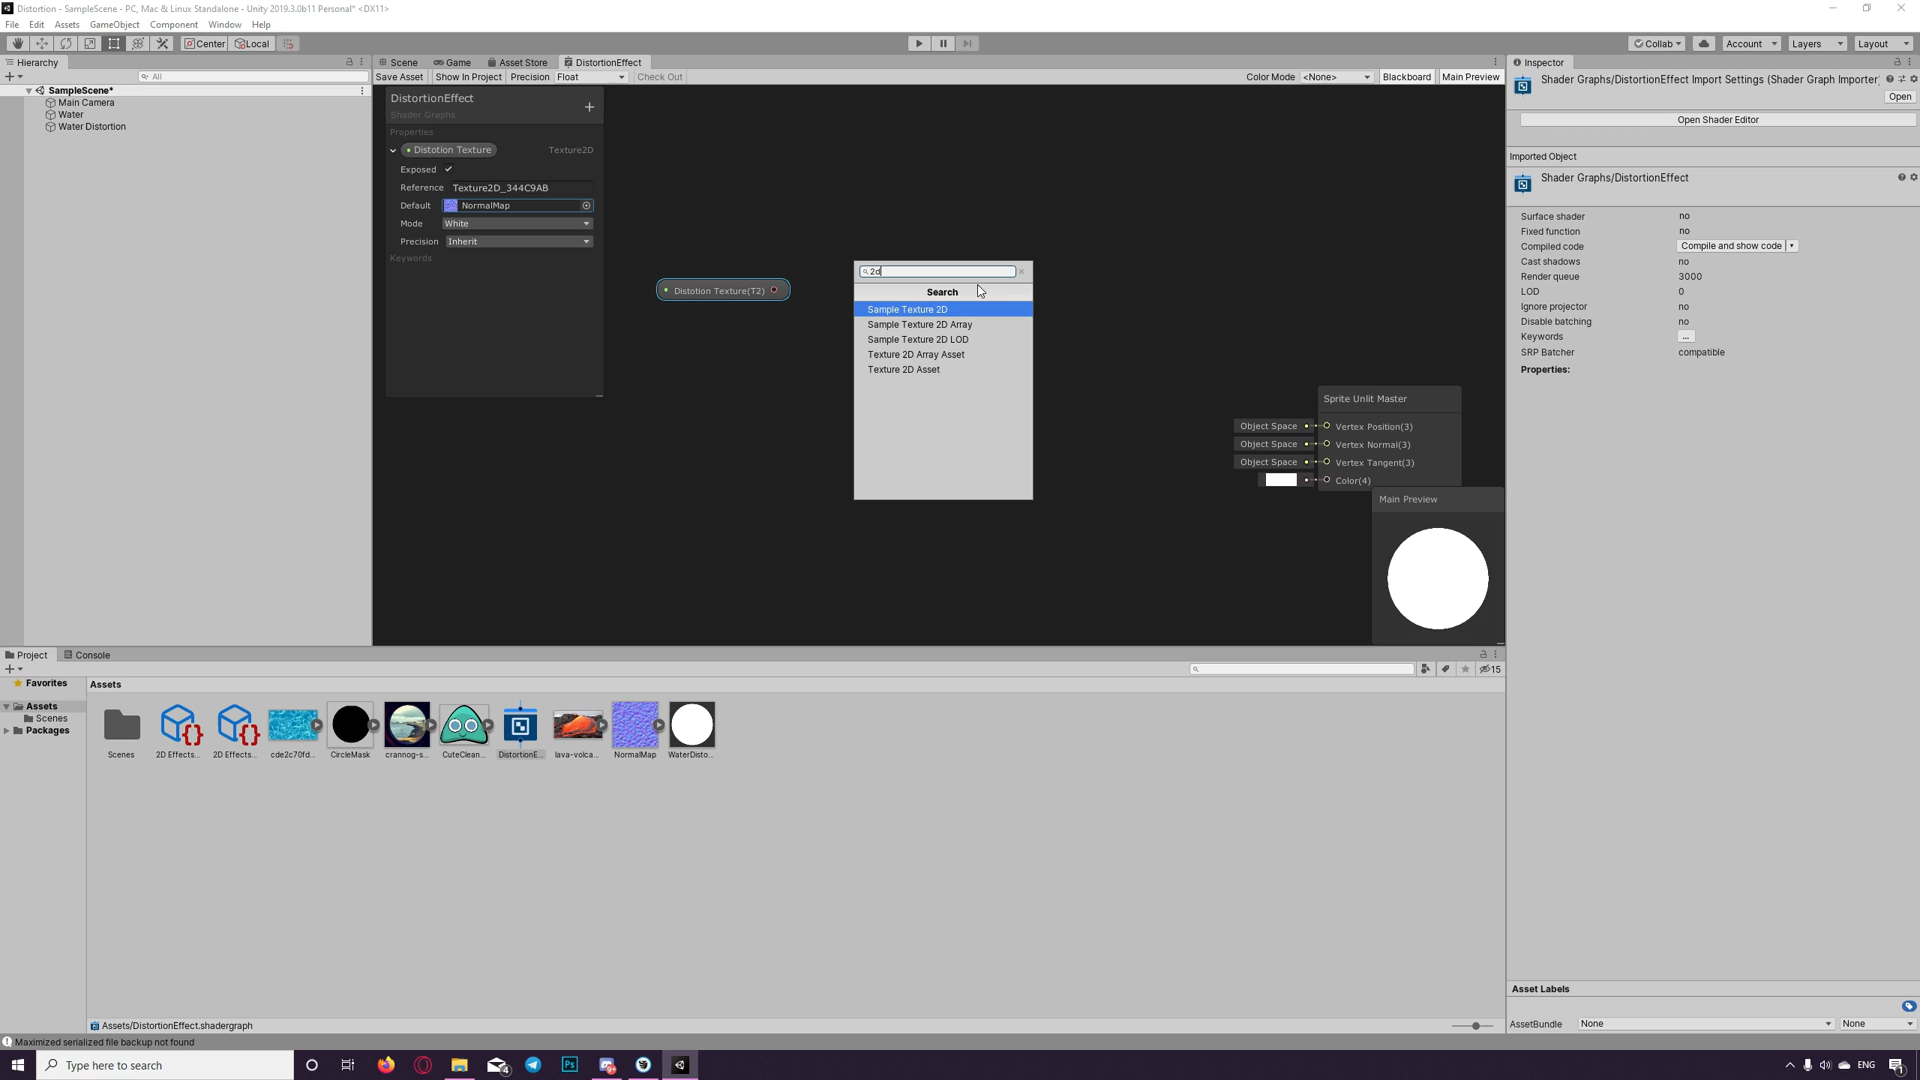 Distortion - SampleScene - PC, Mac & Linux Standalone - Unity 2019.3.0b11 Personal* <DX11>
File Edit Assets GameObject Component Window Help
Center Local Collab Account Layers Layout
Hierarchy
All
SampleScene*
Main Camera
Water
Water Distortion
Scene Game Asset Store DistortionEffect
Save Asset Show In Project Precision Float Check Out Color Mode <None> Blackboard Main Preview
DistortionEffect
Shader Graphs
Properties
Distotion Texture Texture2D
Exposed
Reference Texture2D_344C9AB
Default NormalMap
Mode White
Precision Inherit
Keywords
Distotion Texture(T2)
2d
Search
Sample Texture 2D
Sample Texture 2D Array
Sample Texture 2D LOD
Texture 2D Array Asset
Texture 2D Asset
Sprite Unlit Master
Object Space Vertex Position(3)
Object Space Vertex Normal(3)
Object Space Vertex Tangent(3)
Color(4)
Main Preview
Inspector
Shader Graphs/DistortionEffect Import Settings (Shader Graph Importer)
Open
Open Shader Editor
Imported Object
Shader Graphs/DistortionEffect
Surface shader no
Fixed function no
Compiled code Compile and show code
Cast shadows no
Render queue 3000
LOD 0
Ignore projector no
Disable batching no
Keywords ...
SRP Batcher compatible
Properties:
Asset Labels
AssetBundle None None
Project Console
15
Favorites
Assets
Scenes
Packages
Assets
Scenes 2D Effects... 2D Effects... cde2c70fd... CircleMask crannog-s... CuteClean... DistortionE... lava-volca... NormalMap WaterDisto...
Assets/DistortionEffect.shadergraph
Maximized serialized file backup not found
Type here to search
4
Ps
9+
ENG
1